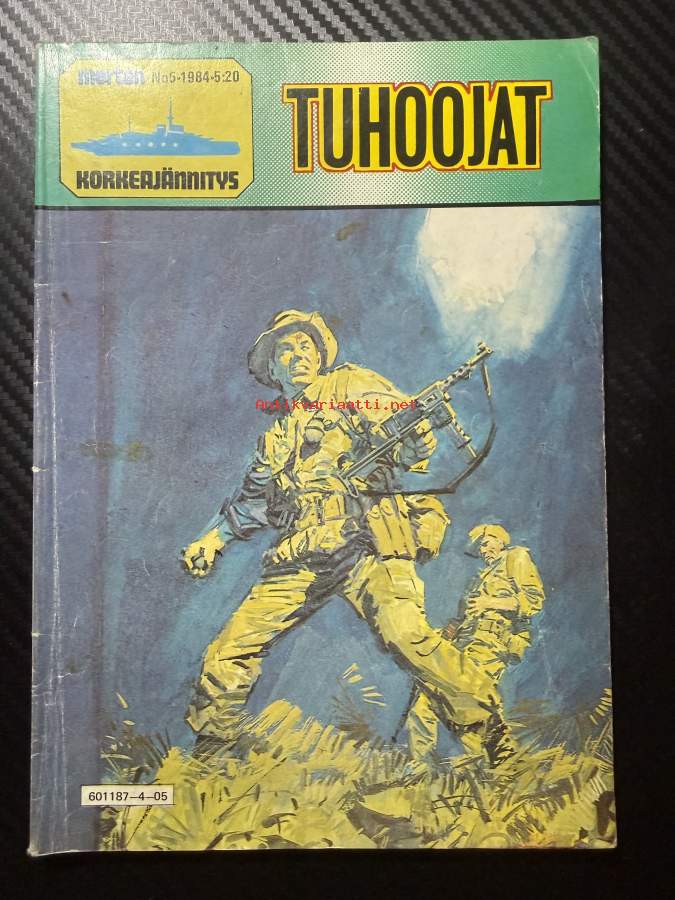 merten No5-1984-5:20
KORKEAJÄNNITYS
TUHOOJAT
Antikvariaatti.net
601187-4-05